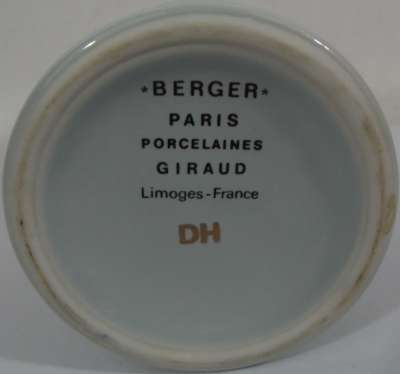 *BERGER*
PARIS
PORCELAINES
GIRAUD
Limoges-France
DH